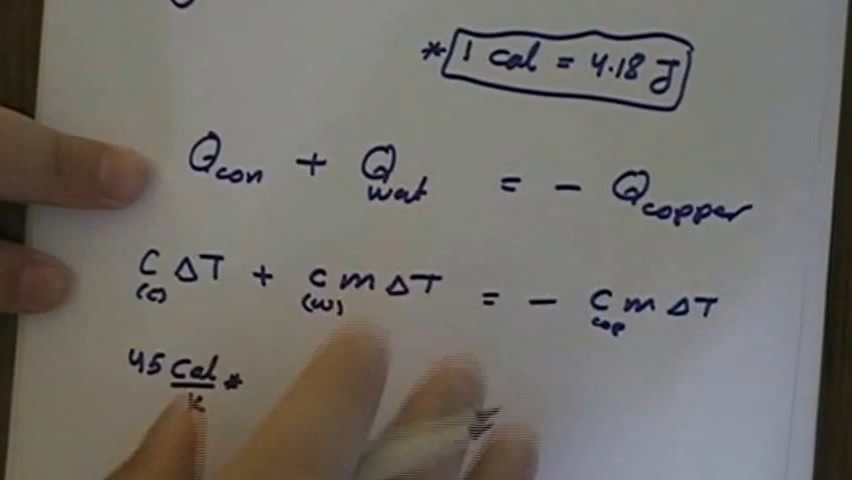 * 1 Cal = 4.18 J
Qcon + Qwat = - Qcopper
C(c) ΔT + c(w) m ΔT = - Ccop m ΔT
45 Cal/K *